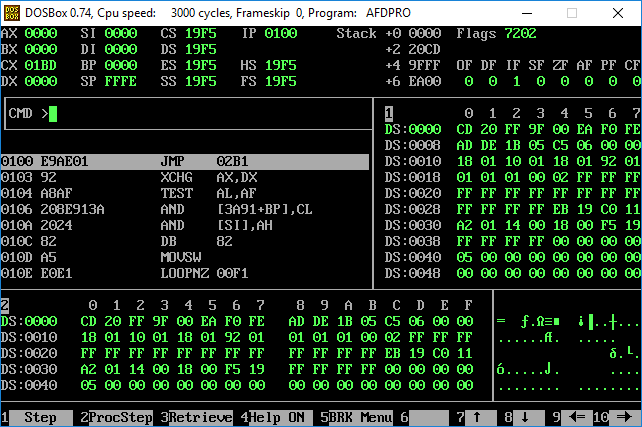 DOSBox 0.74, Cpu speed: 3000 cycles, Frameskip 0, Program: AFDPRO
AX 0000 SI 0000 CS 19F5 IP 0100 Stack +0 0000 Flags 7202
BX 0000 DI 0000 DS 19F5 +2 20CD
CX 01BD BP 0000 ES 19F5 HS 19F5 +4 9FFF OF DF IF SF ZF AF PF CF
DX 0000 SP FFFE SS 19F5 FS 19F5 +6 EA00 0 0 1 0 0 0 0 0
CMD >
1 0 1 2 3 4 5 6 7
DS:0000 CD 20 FF 9F 00 EA F0 FE
DS:0008 AD DE 1B 05 C5 06 00 00
DS:0010 18 01 10 01 18 01 92 01
DS:0018 01 01 01 00 02 FF FF FF
DS:0020 FF FF FF FF FF FF FF FF
DS:0028 FF FF FF FF EB 19 C0 11
DS:0030 A2 01 14 00 18 00 F5 19
DS:0038 FF FF FF FF 00 00 00 00
DS:0040 05 00 00 00 00 00 00 00
DS:0048 00 00 00 00 00 00 00 00
0100 E9AE01 JMP 02B1
0103 92 XCHG AX,DX
0104 A8AF TEST AL,AF
0106 208E913A AND [3A91+BP],CL
010A 2024 AND [SI],AH
010C 82 DB 82
010D A5 MOVSW
010E E0E1 LOOPNZ 00F1
2 0 1 2 3 4 5 6 7 8 9 A B C D E F
DS:0000 CD 20 FF 9F 00 EA F0 FE AD DE 1B 05 C5 06 00 00
DS:0010 18 01 10 01 18 01 92 01 01 01 01 00 02 FF FF FF
DS:0020 FF FF FF FF FF FF FF FF FF FF FF FF EB 19 C0 11
DS:0030 A2 01 14 00 18 00 F5 19 FF FF FF FF 00 00 00 00
DS:0040 05 00 00 00 00 00 00 00 00 00 00 00 00 00 00 00
= ƒ.Ω≡■ ¡▐..┼...
......Æ. .....
δ.└.
ó.....⌡. ....
........ ........
1 Step 2 ProcStep 3 Retrieve 4 Help ON 5 BRK Menu 6 7 ↑ 8 ↓ 9 ← 10 →